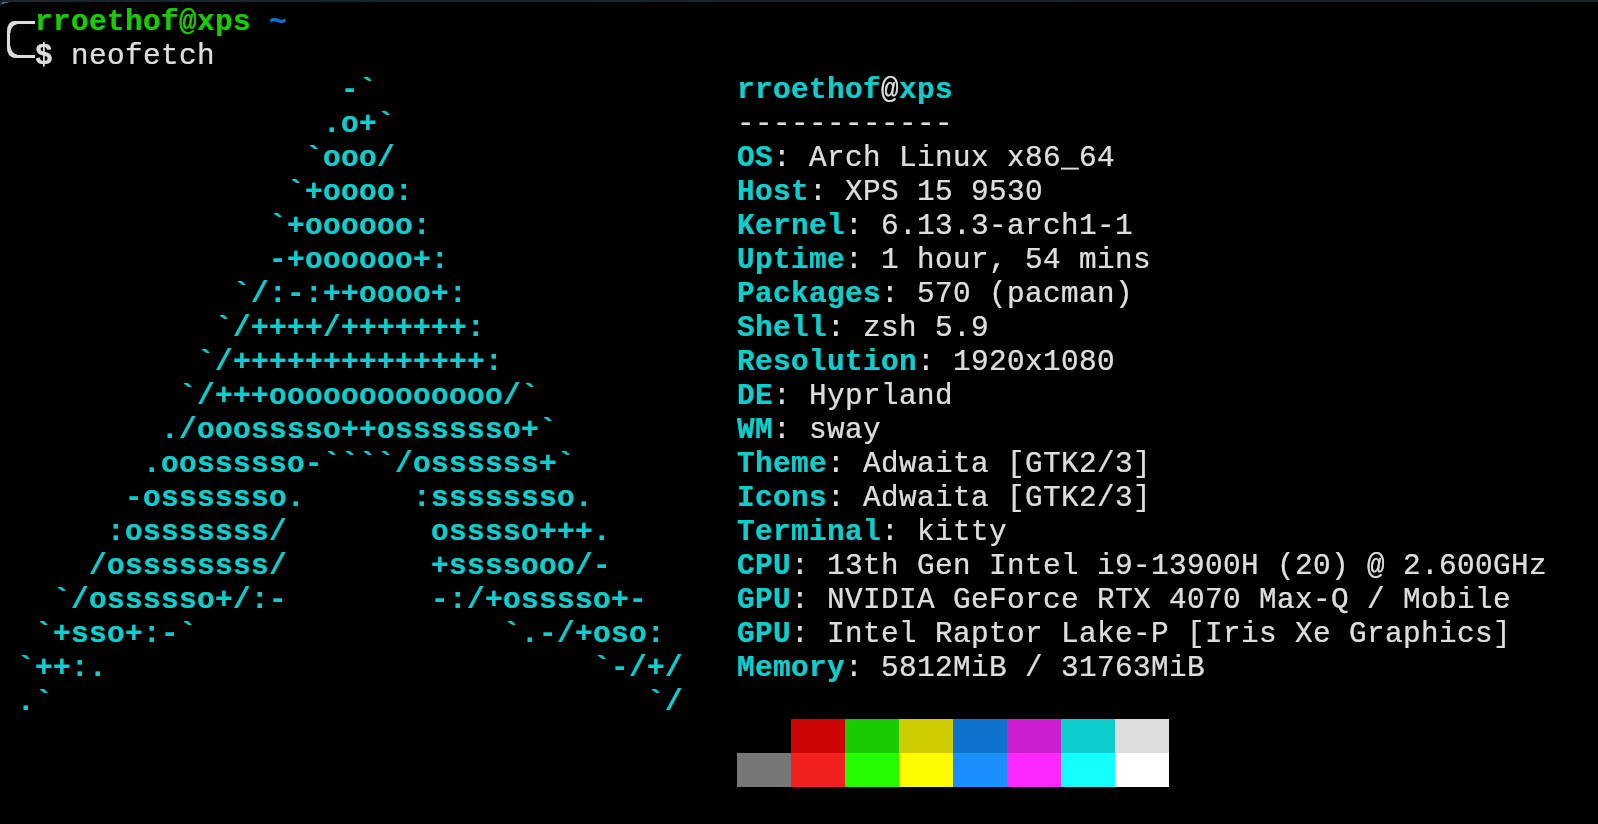 rroethof@xps ~
$ neofetch
                  -`
                 .o+`
                `ooo/
               `+oooo:
              `+oooooo:
              -+oooooo+:
            `/:-:++oooo+:
           `/++++/+++++++:
          `/++++++++++++++:
         `/+++ooooooooooooo/`
        ./ooosssso++osssssso+`
       .oossssso-````/ossssss+`
      -osssssso.      :ssssssso.
     :osssssss/        osssso+++.
    /ossssssss/        +ssssooo/-
  `/ossssso+/:-        -:/+osssso+-
 `+sso+:-`                 `.-/+oso:
`++:.                           `-/+/
.`                                 `/
rroethof@xps
------------
OS: Arch Linux x86_64
Host: XPS 15 9530
Kernel: 6.13.3-arch1-1
Uptime: 1 hour, 54 mins
Packages: 570 (pacman)
Shell: zsh 5.9
Resolution: 1920x1080
DE: Hyprland
WM: sway
Theme: Adwaita [GTK2/3]
Icons: Adwaita [GTK2/3]
Terminal: kitty
CPU: 13th Gen Intel i9-13900H (20) @ 2.600GHz
GPU: NVIDIA GeForce RTX 4070 Max-Q / Mobile
GPU: Intel Raptor Lake-P [Iris Xe Graphics]
Memory: 5812MiB / 31763MiB